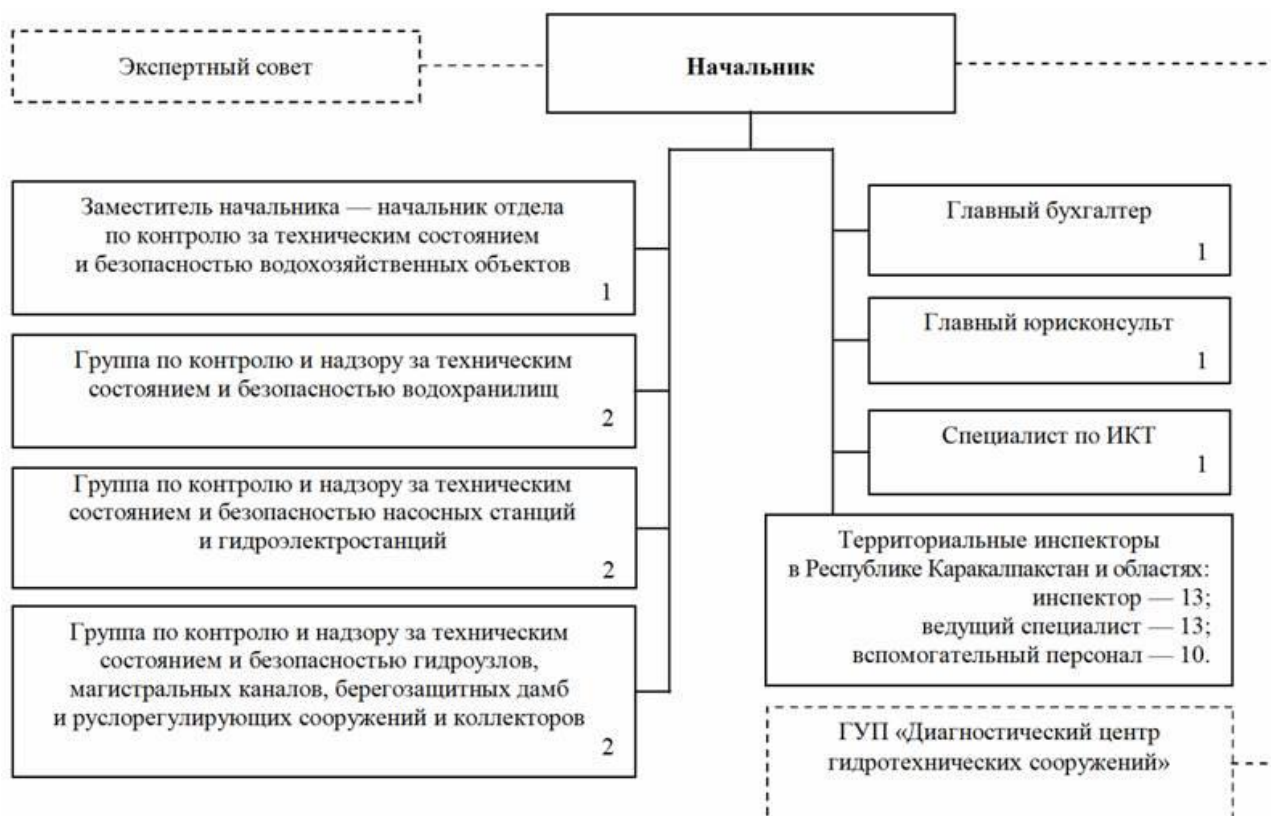 Экспертный совет
Начальник
Заместитель начальника — начальник отдела
по контролю за техническим состоянием
и безопасностью водохозяйственных объектов
1
Группа по контролю и надзору за техническим
состоянием и безопасностью водохранилищ
2
Группа по контролю и надзору за техническим
состоянием и безопасностью насосных станций
и гидроэлектростанций
2
Группа по контролю и надзору за техническим
состоянием и безопасностью гидроузлов,
магистральных каналов, берегозащитных дамб
и руслорегулирующих сооружений и коллекторов
2
Главный бухгалтер
1
Главный юрисконсульт
1
Специалист по ИКТ
1
Территориальные инспекторы
в Республике Каракалпакстан и областях:
инспектор — 13;
ведущий специалист — 13;
вспомогательный персонал — 10.
ГУП «Диагностический центр
гидротехнических сооружений»